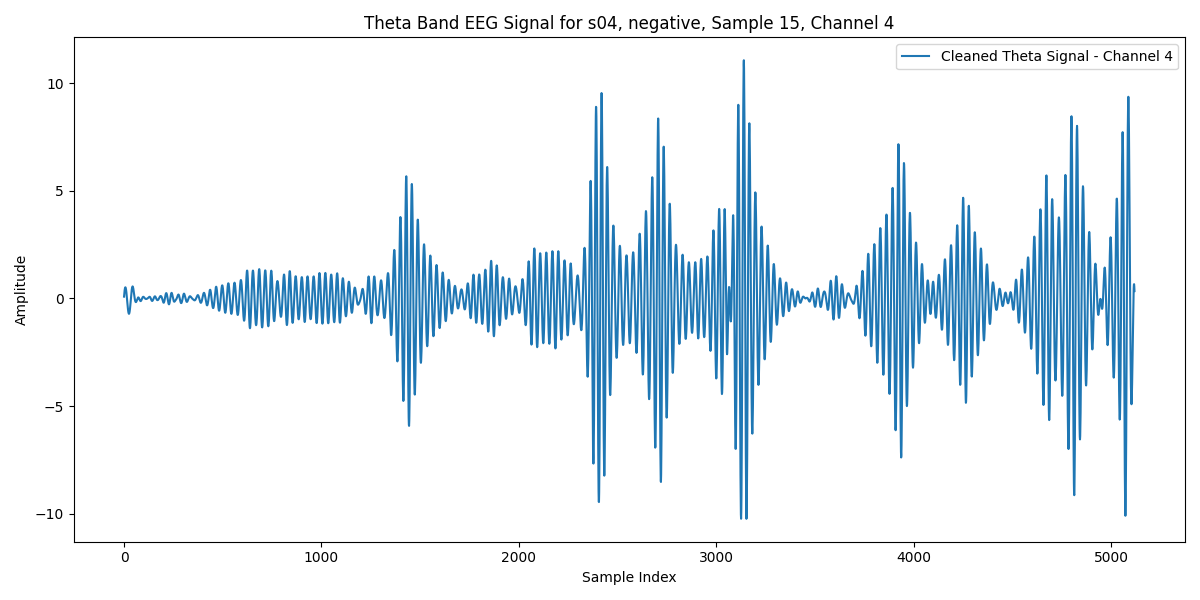 Theta Band EEG Signal for s04, negative, Sample 15, Channel 4
Cleaned Theta Signal - Channel 4
Amplitude
10
5
0
−5
−10
0 1000 2000 3000 4000 5000
Sample Index